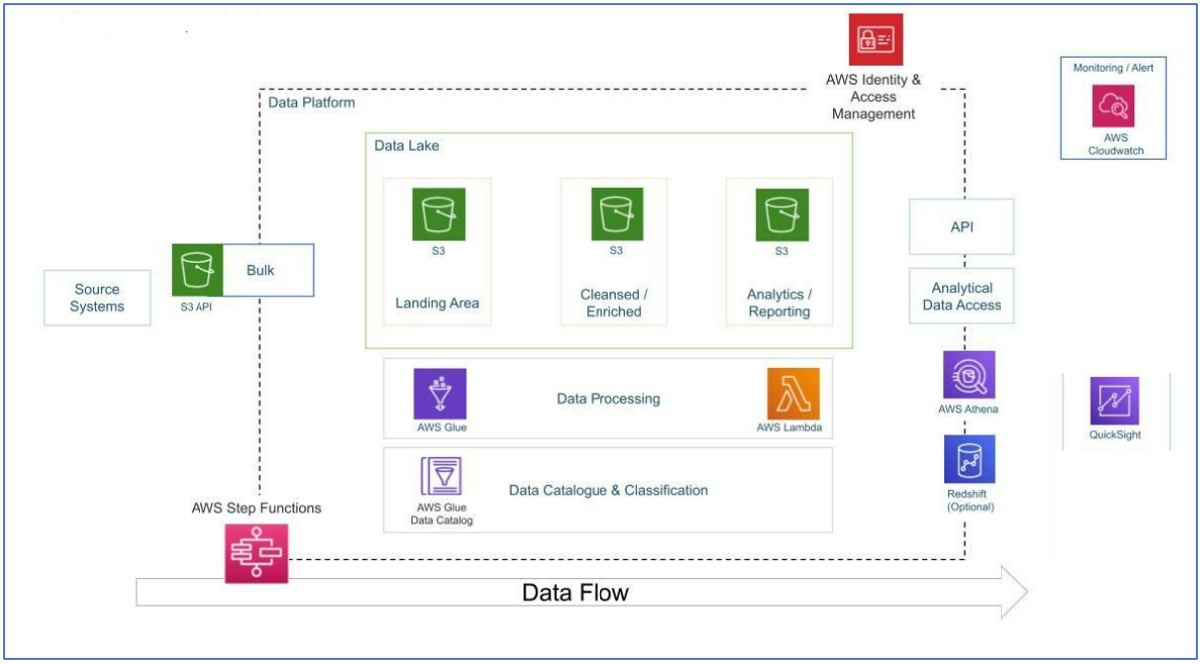 AWS Identity &
Access
Management
Monitoring / Alert
AWS
Cloudwatch
Data Platform
Data Lake
S3
Landing Area
S3
Cleansed /
Enriched
S3
Analytics /
Reporting
API
Analytical
Data Access
Source
Systems
S3 API
Bulk
AWS Glue
Data Processing
AWS Lambda
AWS Athena
QuickSight
AWS Glue
Data Catalog
Data Catalogue & Classification
Redshift
(Optional)
AWS Step Functions
Data Flow